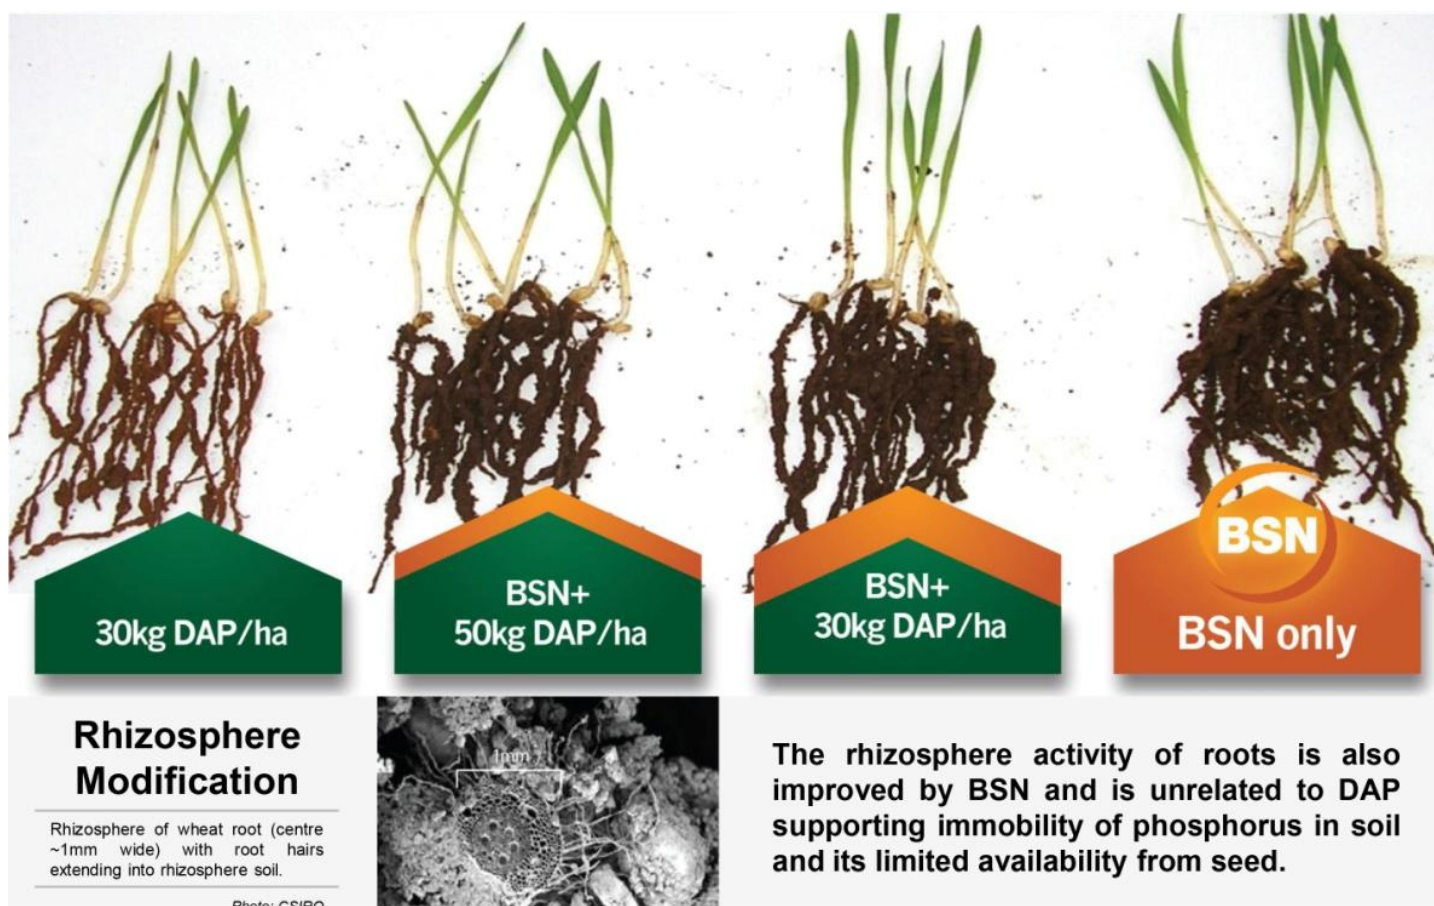 30kg DAP/ha
BSN+
50kg DAP/ha
BSN+
30kg DAP/ha
BSN
BSN only
Rhizosphere
Modification
Rhizosphere of wheat root (centre
~1mm wide) with root hairs
extending into rhizosphere soil.
Photo: CSIRO
1mm
The rhizosphere activity of roots is also
improved by BSN and is unrelated to DAP
supporting immobility of phosphorus in soil
and its limited availability from seed.